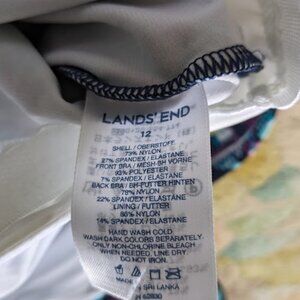 LANDS' END
12
SHELL / OBERSTOFF
73% NYLON
27% SPANDEX / ELASTANE
FRONT BRA / MESH-BH VORNE
93% POLYESTER
7% SPANDEX / ELASTANE
BACK BRA / BH-FUTTER HINTEN
78% NYLON
22% SPANDEX / ELASTANE
LINING / FUTTER
86% NYLON
14% SPANDEX / ELASTANE
HAND WASH COLD
WASH DARK COLORS SEPARATELY.
ONLY NON-CHLORINE BLEACH
WHEN NEEDED. LINE DRY.
DO NOT IRON.
SRI LANKA